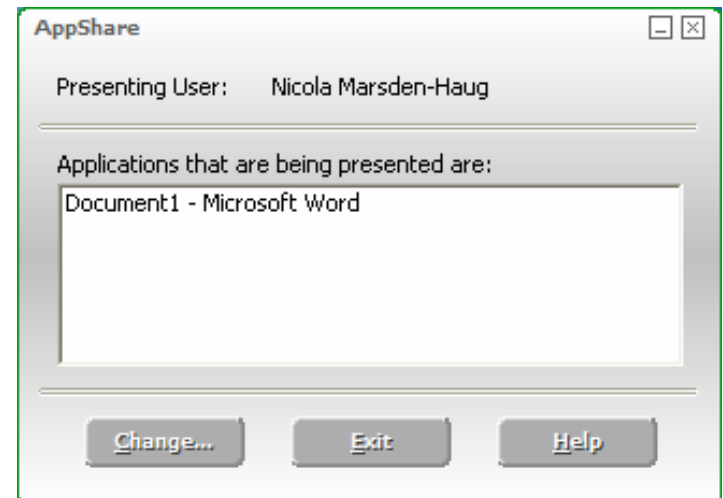 AppShare
Presenting User: Nicola Marsden-Haug
Applications that are being presented are:
Document1 - Microsoft Word
Change... Exit Help